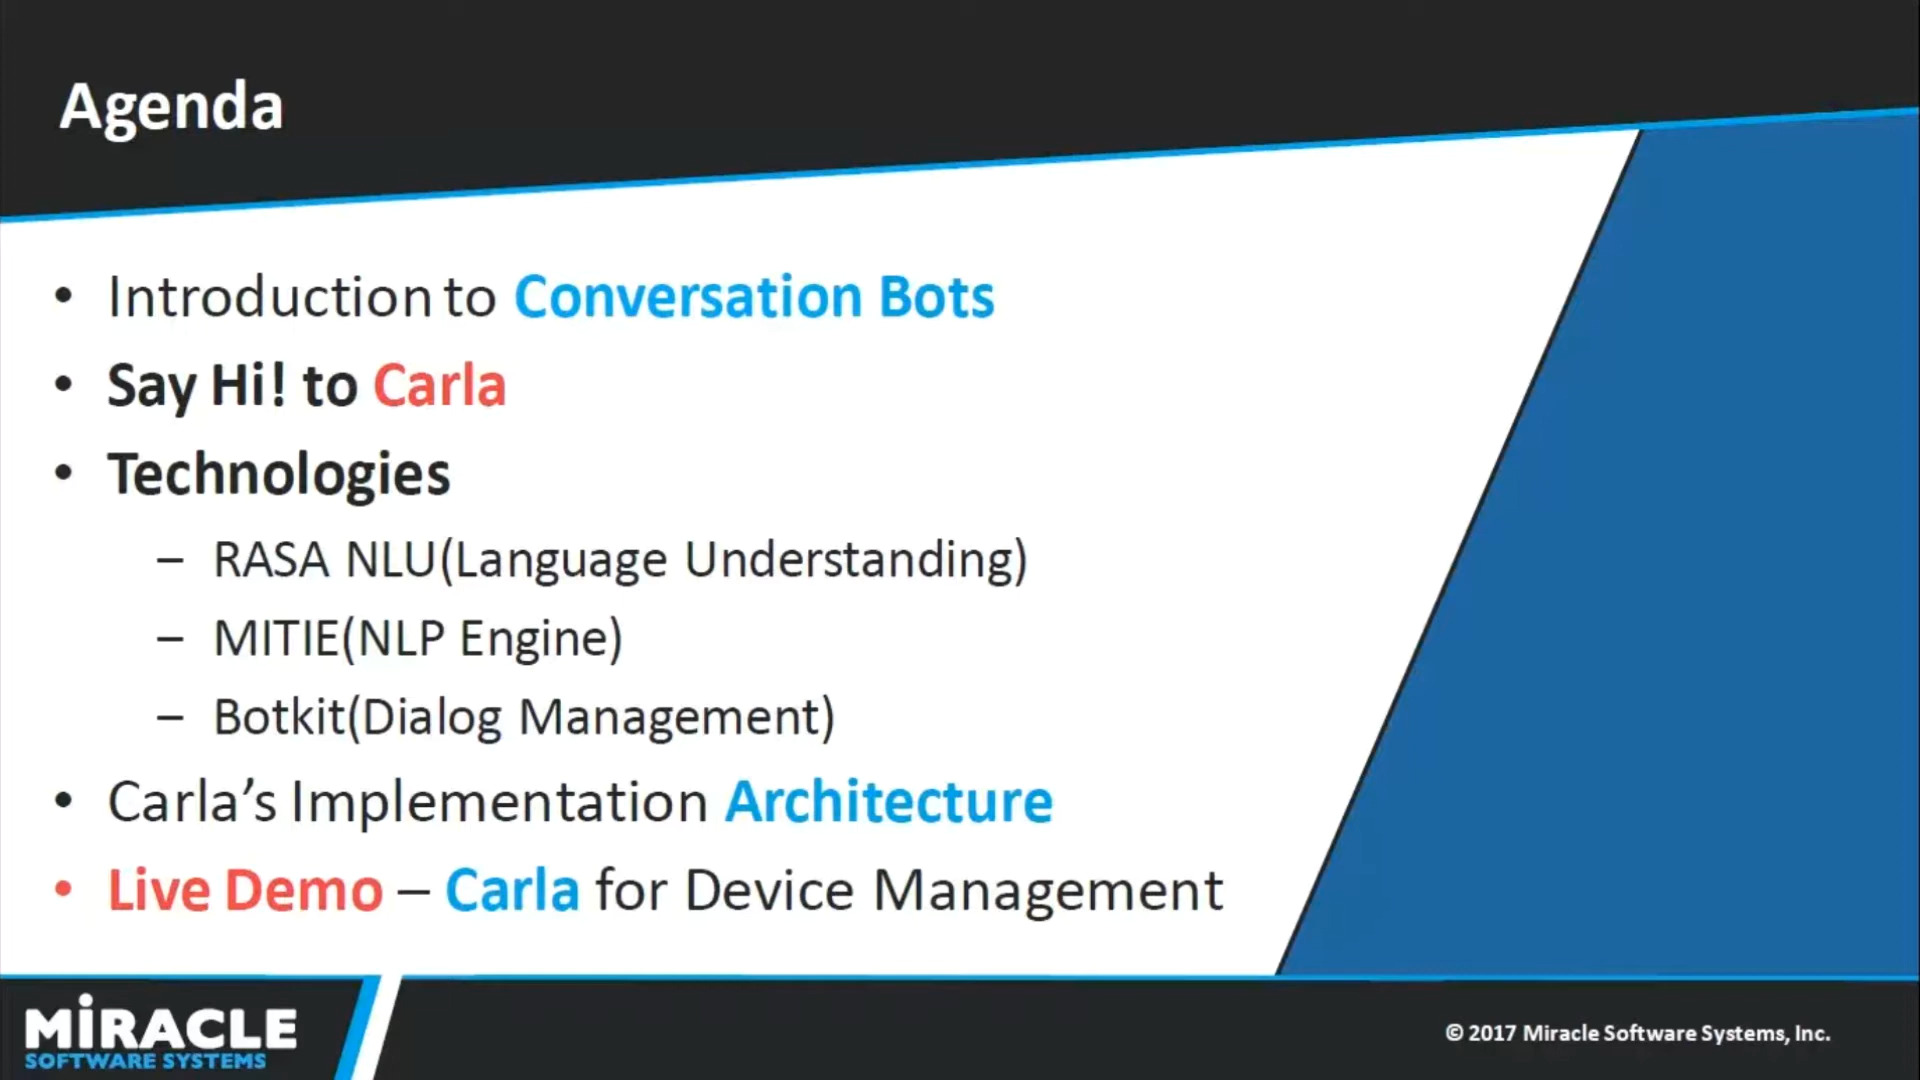 Agenda
• Introduction to Conversation Bots
• Say Hi! to Carla
• Technologies
– RASA NLU(Language Understanding)
– MITIE(NLP Engine)
– Botkit(Dialog Management)
• Carla’s Implementation Architecture
• Live Demo – Carla for Device Management
MiRACLE
SOFTWARE SYSTEMS
© 2017 Miracle Software Systems, Inc.